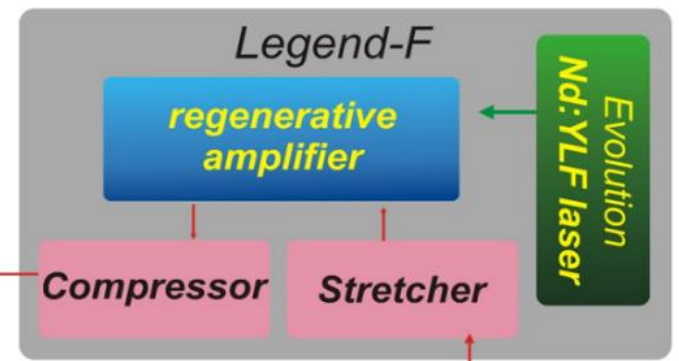 Legend-F
regenerative
amplifier
Evolution
Nd:YLF laser
Compressor
Stretcher